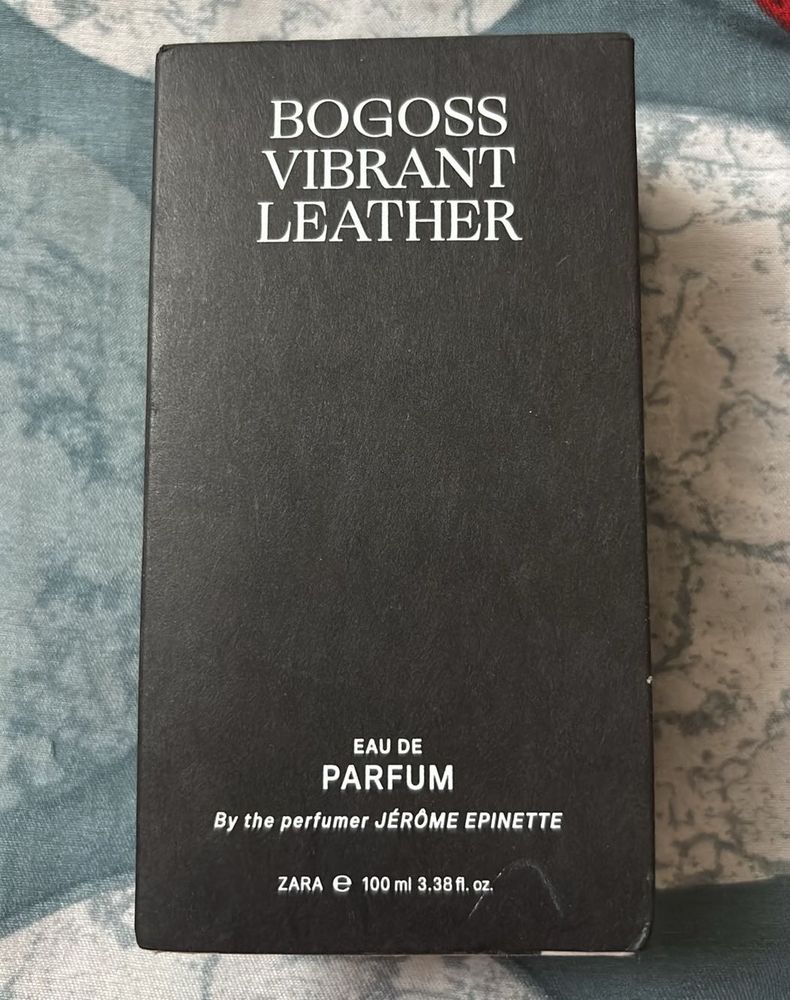 BOGOSS
VIBRANT
LEATHER
EAU DE
PARFUM
By the perfumer JÉRÔME EPINETTE
ZARA ℮ 100 ml 3.38 fl. oz.